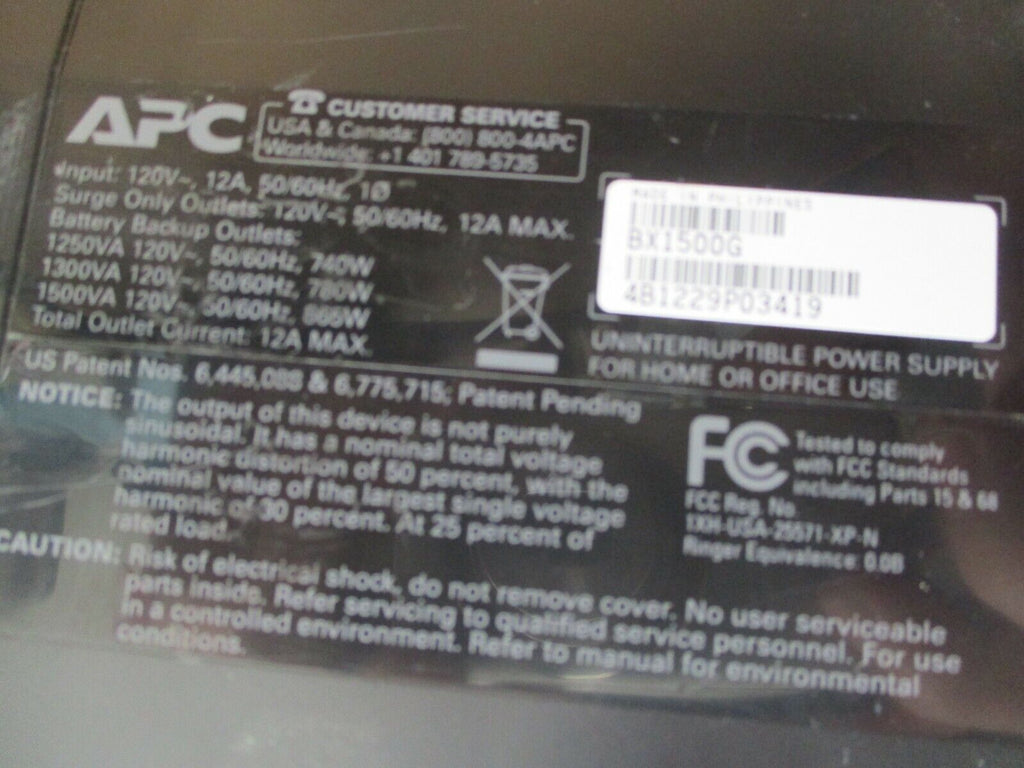 APC
CUSTOMER SERVICE
USA & Canada: (800) 800-4APC
Worldwide: +1 401 789-5735
Input: 120V~, 12A, 50/60Hz, 1Ø
Surge Only Outlets: 120V~, 50/60Hz, 12A MAX.
Battery Backup Outlets:
1250VA 120V~, 50/60Hz, 740W
1300VA 120V~, 50/60Hz, 780W
1500VA 120V~, 50/60Hz, 865W
Total Outlet Current: 12A MAX.
MADE IN PHILIPPINES
BX1500G
4B1229P03419
UNINTERRUPTIBLE POWER SUPPLY
FOR HOME OR OFFICE USE
US Patent Nos. 6,445,088 & 6,775,715; Patent Pending
NOTICE: The output of this device is not purely
sinusoidal. It has a nominal total voltage
harmonic distortion of 50 percent, with the
nominal value of the largest single voltage
harmonic of 30 percent. At 25 percent of
rated load.
FC Tested to comply
with FCC Standards
including Parts 15 & 68
FCC Reg. No.
1XH-USA-25571-XP-N
Ringer Equivalence: 0.0B
CAUTION: Risk of electrical shock, do not remove cover. No user serviceable
parts inside. Refer servicing to qualified service personnel. For use
in a controlled environment. Refer to manual for environmental
conditions.